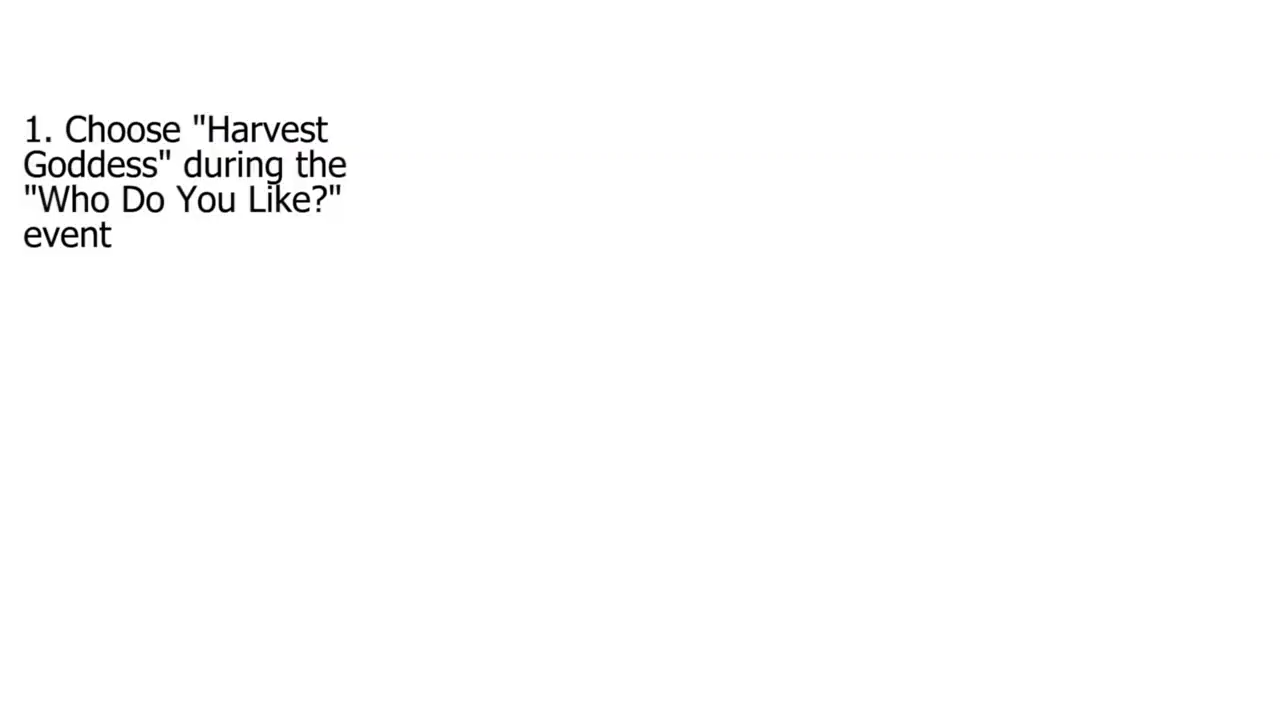 1. Choose "Harvest
Goddess" during the
"Who Do You Like?"
event